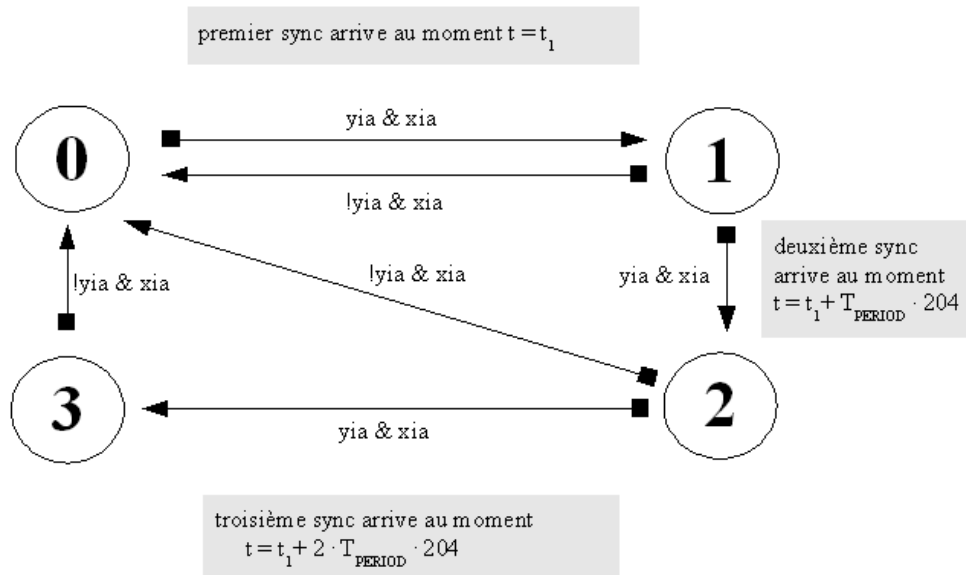 premier sync arrive au moment t = t1
yia & xia
0
1
!yia & xia
!yia & xia
deuxième sync
arrive au moment
t = t1 + TPERIOD · 204
yia & xia
!yia & xia
3
2
yia & xia
troisième sync arrive au moment
t = t1 + 2 · TPERIOD · 204